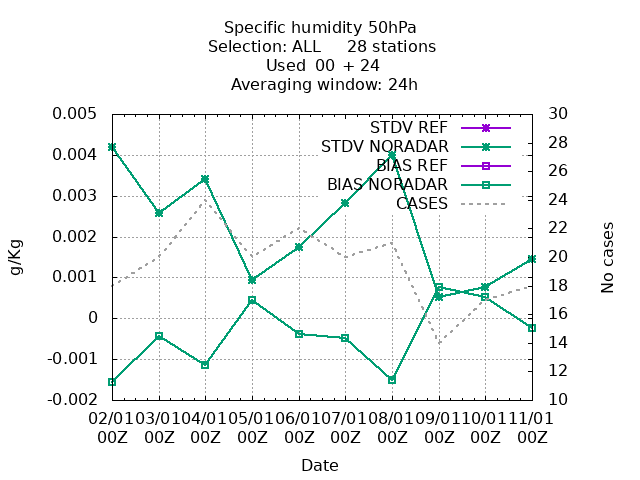 Specific humidity 50hPa
Selection: ALL 28 stations
Used 00 + 24
Averaging window: 24h
0.005
0.004
0.003
0.002
0.001
0
-0.001
-0.002
30
28
26
24
22
20
18
16
14
12
10
g/Kg
No cases
STDV REF
STDV NORADAR
BIAS REF
BIAS NORADAR
CASES
02/01 03/01 04/01 05/01 06/01 07/01 08/01 09/01 10/01 11/01
00Z 00Z 00Z 00Z 00Z 00Z 00Z 00Z 00Z 00Z
Date